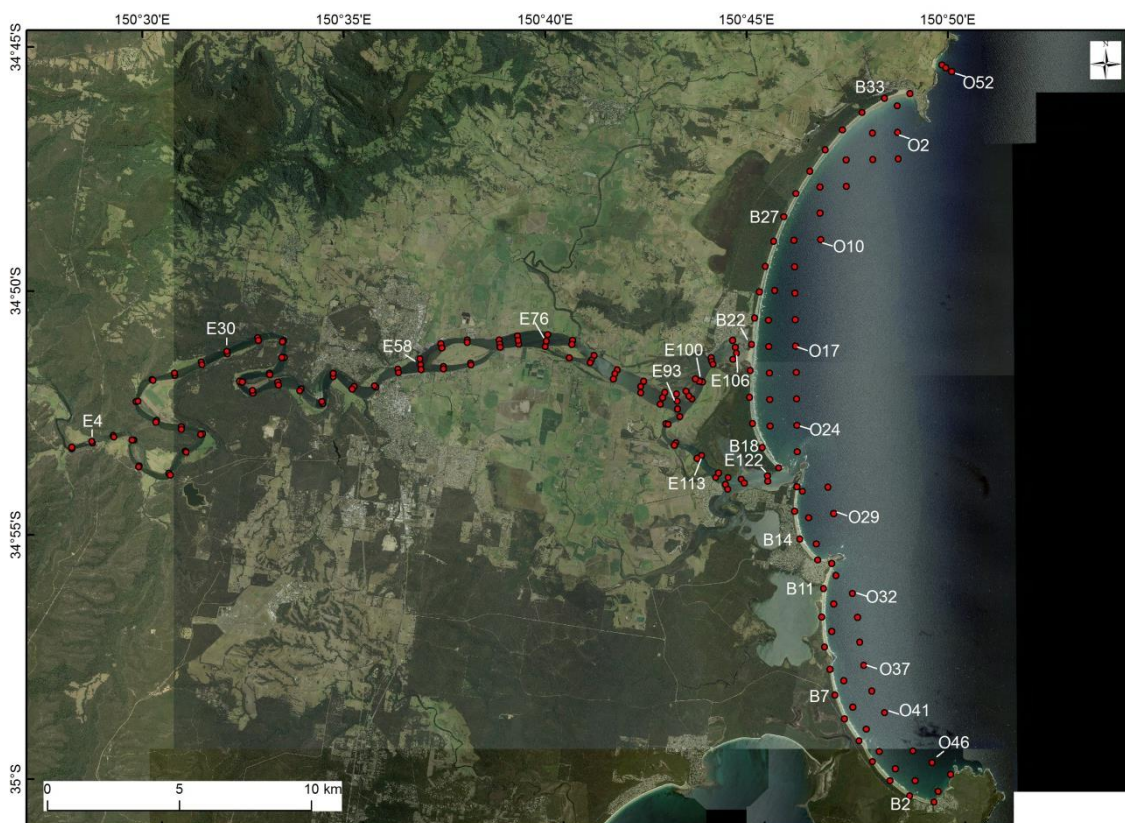 150°30'E 150°35'E 150°40'E 150°45'E 150°50'E
34°45'S
N
O52
B33
O2
B27
O10
34°50'S
E76
B22
E30
E58
E100
O17
E106
E93
E4
O24
B18
E122
E113
O29
34°55'S
B14
B11
O32
O37
B7
O41
O46
35°S
B2
0 5 10 km